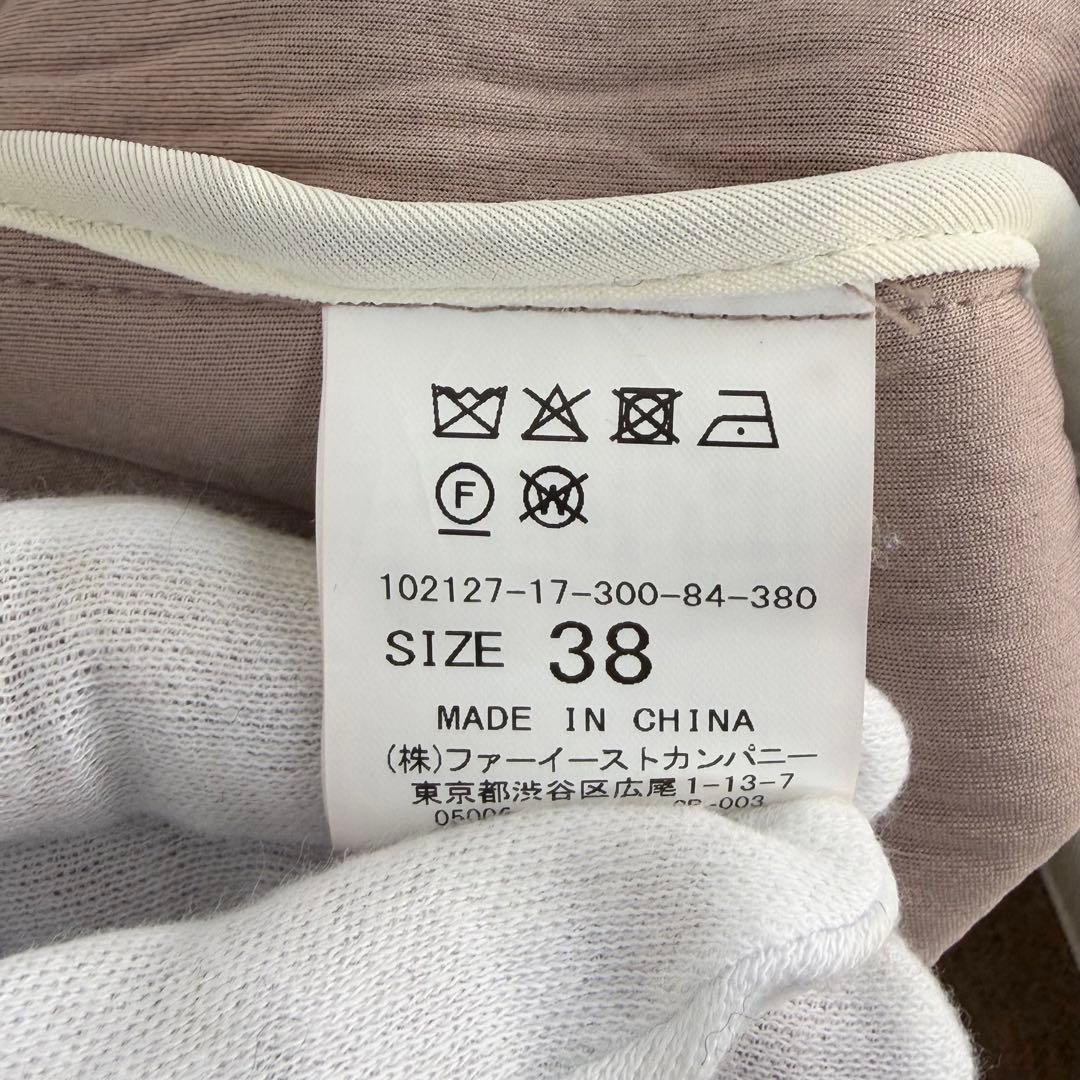 F W
102127-17-300-84-380
SIZE 38
MADE IN CHINA
(株)ファーイーストカンパニー
東京都渋谷区広尾1-13-7